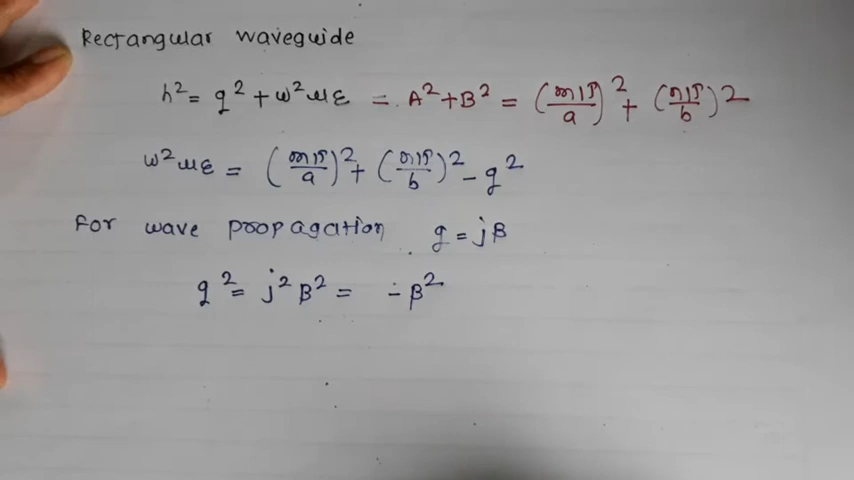 Rectangular waveguide
h² = g² + ω²με = A² + B² = (mπ/a)² + (nπ/b)²
ω²με = (mπ/a)² + (nπ/b)² - g²
For wave propagation g = jβ
g² = j²β² = -β²